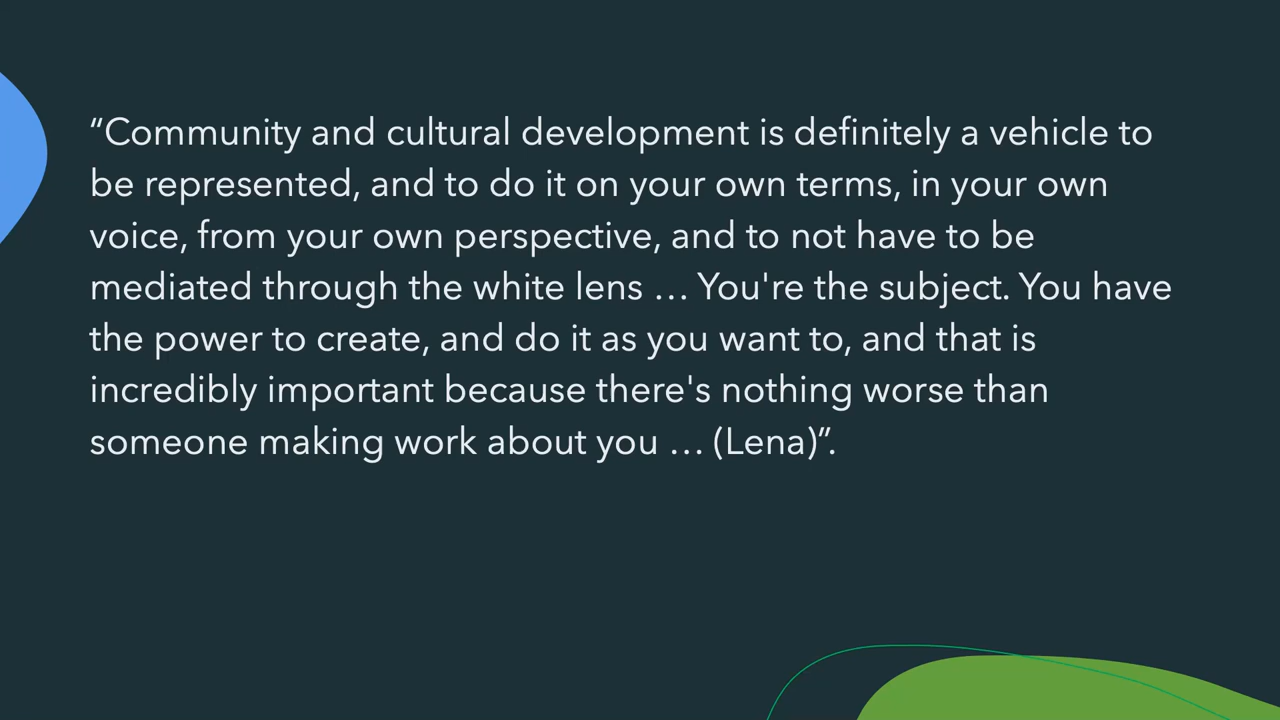 “Community and cultural development is definitely a vehicle to
be represented, and to do it on your own terms, in your own
voice, from your own perspective, and to not have to be
mediated through the white lens … You're the subject. You have
the power to create, and do it as you want to, and that is
incredibly important because there's nothing worse than
someone making work about you … (Lena)”.